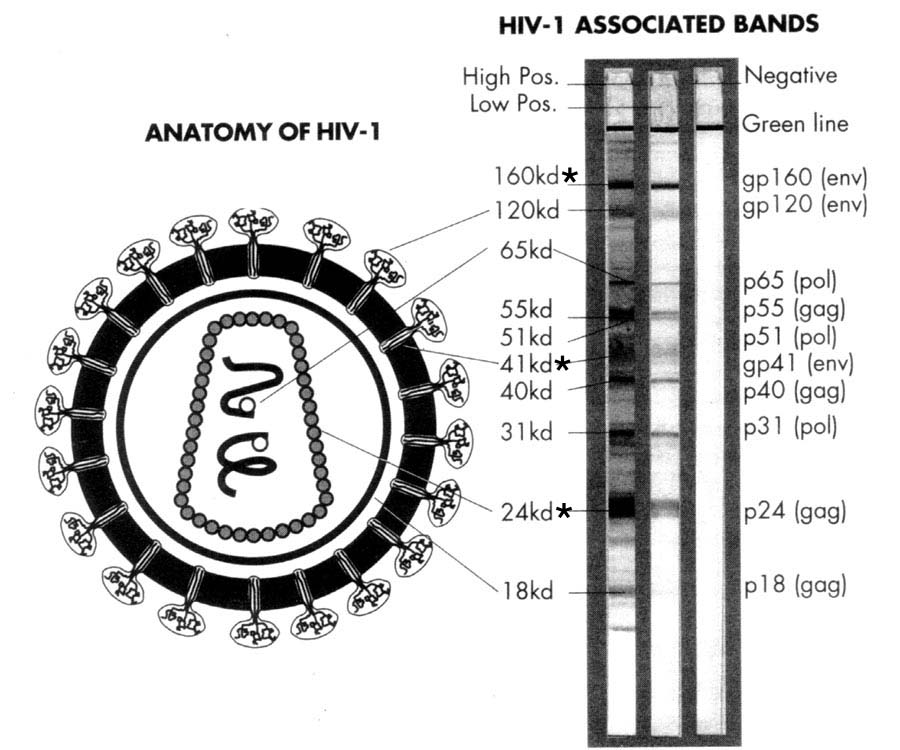 HIV-1 ASSOCIATED BANDS
ANATOMY OF HIV-1
High Pos.
Low Pos.
160kd*
120kd
65kd
55kd
51kd
41kd*
40kd
31kd
24kd*
18kd
Negative
Green line
gp160 (env)
gp120 (env)
p65 (pol)
p55 (gag)
p51 (pol)
gp41 (env)
p40 (gag)
p31 (pol)
p24 (gag)
p18 (gag)